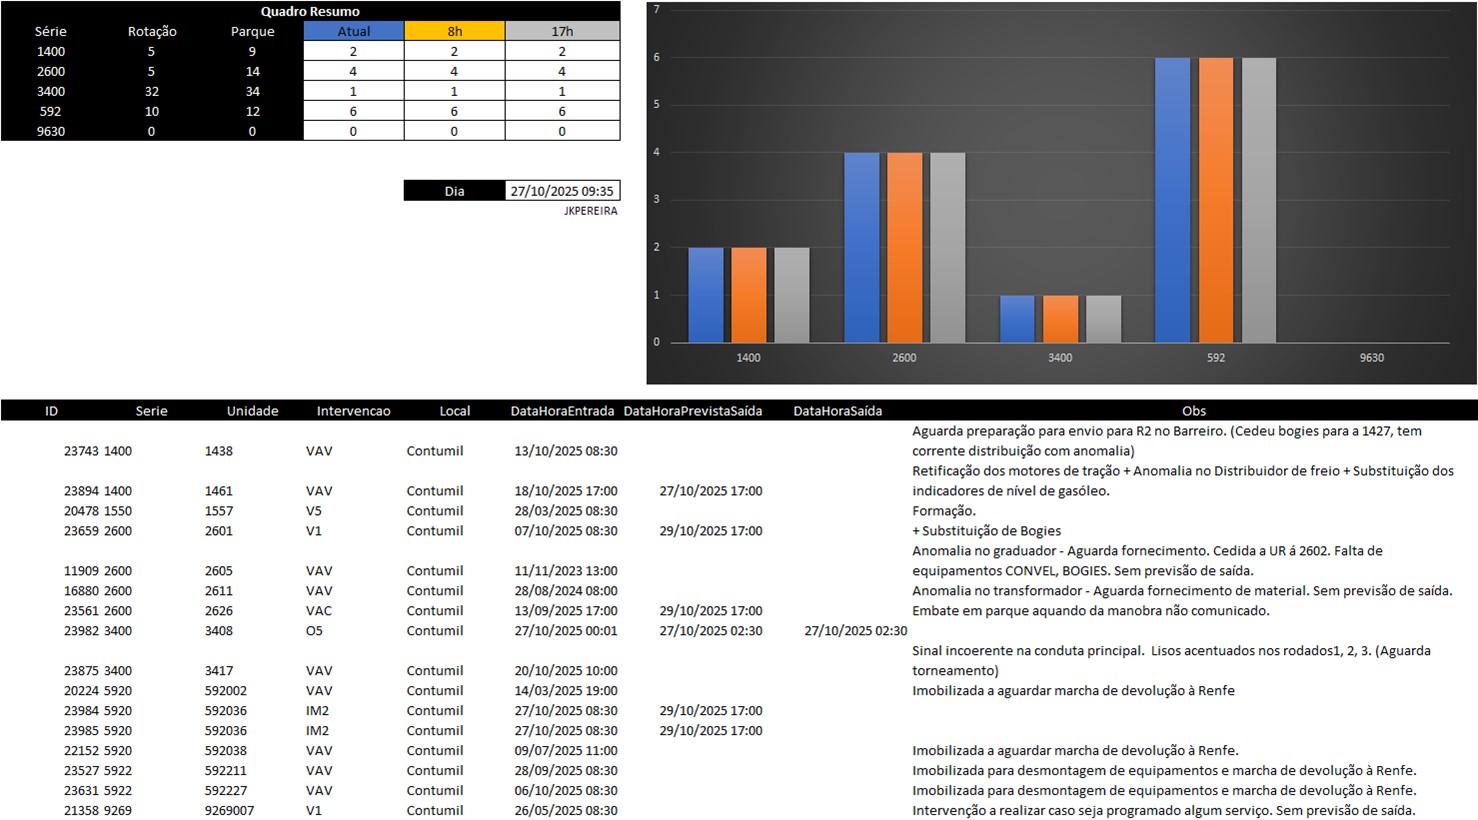 Quadro Resumo
Série Rotação Parque Atual 8h 17h
1400 5 9 2 2 2
2600 5 14 4 4 4
3400 32 34 1 1 1
592 10 12 6 6 6
9630 0 0 0 0 0
Dia 27/10/2025 09:35
JKPEREIRA
7
6
5
4
3
2
1
0
1400 2600 3400 592 9630
ID Serie Unidade Intervencao Local DataHoraEntrada DataHoraPrevistaSaída DataHoraSaída Obs
Aguarda preparação para envio para R2 no Barreiro. (Cedeu bogies para a 1427, tem
23743 1400 1438 VAV Contumil 13/10/2025 08:30 corrente distribuição com anomalia)
Retificação dos motores de tração + Anomalia no Distribuidor de freio + Substituição dos
23894 1400 1461 VAV Contumil 18/10/2025 17:00 27/10/2025 17:00 indicadores de nível de gasóleo.
20478 1550 1557 V5 Contumil 28/03/2025 08:30 Formação.
23659 2600 2601 V1 Contumil 07/10/2025 08:30 29/10/2025 17:00 + Substituição de Bogies
Anomalia no graduador - Aguarda fornecimento. Cedida a UR á 2602. Falta de
11909 2600 2605 VAV Contumil 11/11/2023 13:00 equipamentos CONVEL, BOGIES. Sem previsão de saída.
16880 2600 2611 VAV Contumil 28/08/2024 08:00 Anomalia no transformador - Aguarda fornecimento de material. Sem previsão de saída.
23561 2600 2626 VAC Contumil 13/09/2025 17:00 29/10/2025 17:00 Embate em parque aquando da manobra não comunicado.
23982 3400 3408 O5 Contumil 27/10/2025 00:01 27/10/2025 02:30 27/10/2025 02:30
Sinal incoerente na conduta principal.  Lisos acentuados nos rodados1, 2, 3. (Aguarda
23875 3400 3417 VAV Contumil 20/10/2025 10:00 torneamento)
20224 5920 592002 VAV Contumil 14/03/2025 19:00 Imobilizada a aguardar marcha de devolução à Renfe
23984 5920 592036 IM2 Contumil 27/10/2025 08:30 29/10/2025 17:00
23985 5920 592036 IM2 Contumil 27/10/2025 08:30 29/10/2025 17:00
22152 5920 592038 VAV Contumil 09/07/2025 11:00 Imobilizada a aguardar marcha de devolução à Renfe.
23527 5922 592211 VAV Contumil 28/09/2025 08:30 Imobilizada para desmontagem de equipamentos e marcha de devolução à Renfe.
23631 5922 592227 VAV Contumil 06/10/2025 08:30 Imobilizada para desmontagem de equipamentos e marcha de devolução à Renfe.
21358 9269 9269007 V1 Contumil 26/05/2025 08:30 Intervenção a realizar caso seja programado algum serviço. Sem previsão de saída.